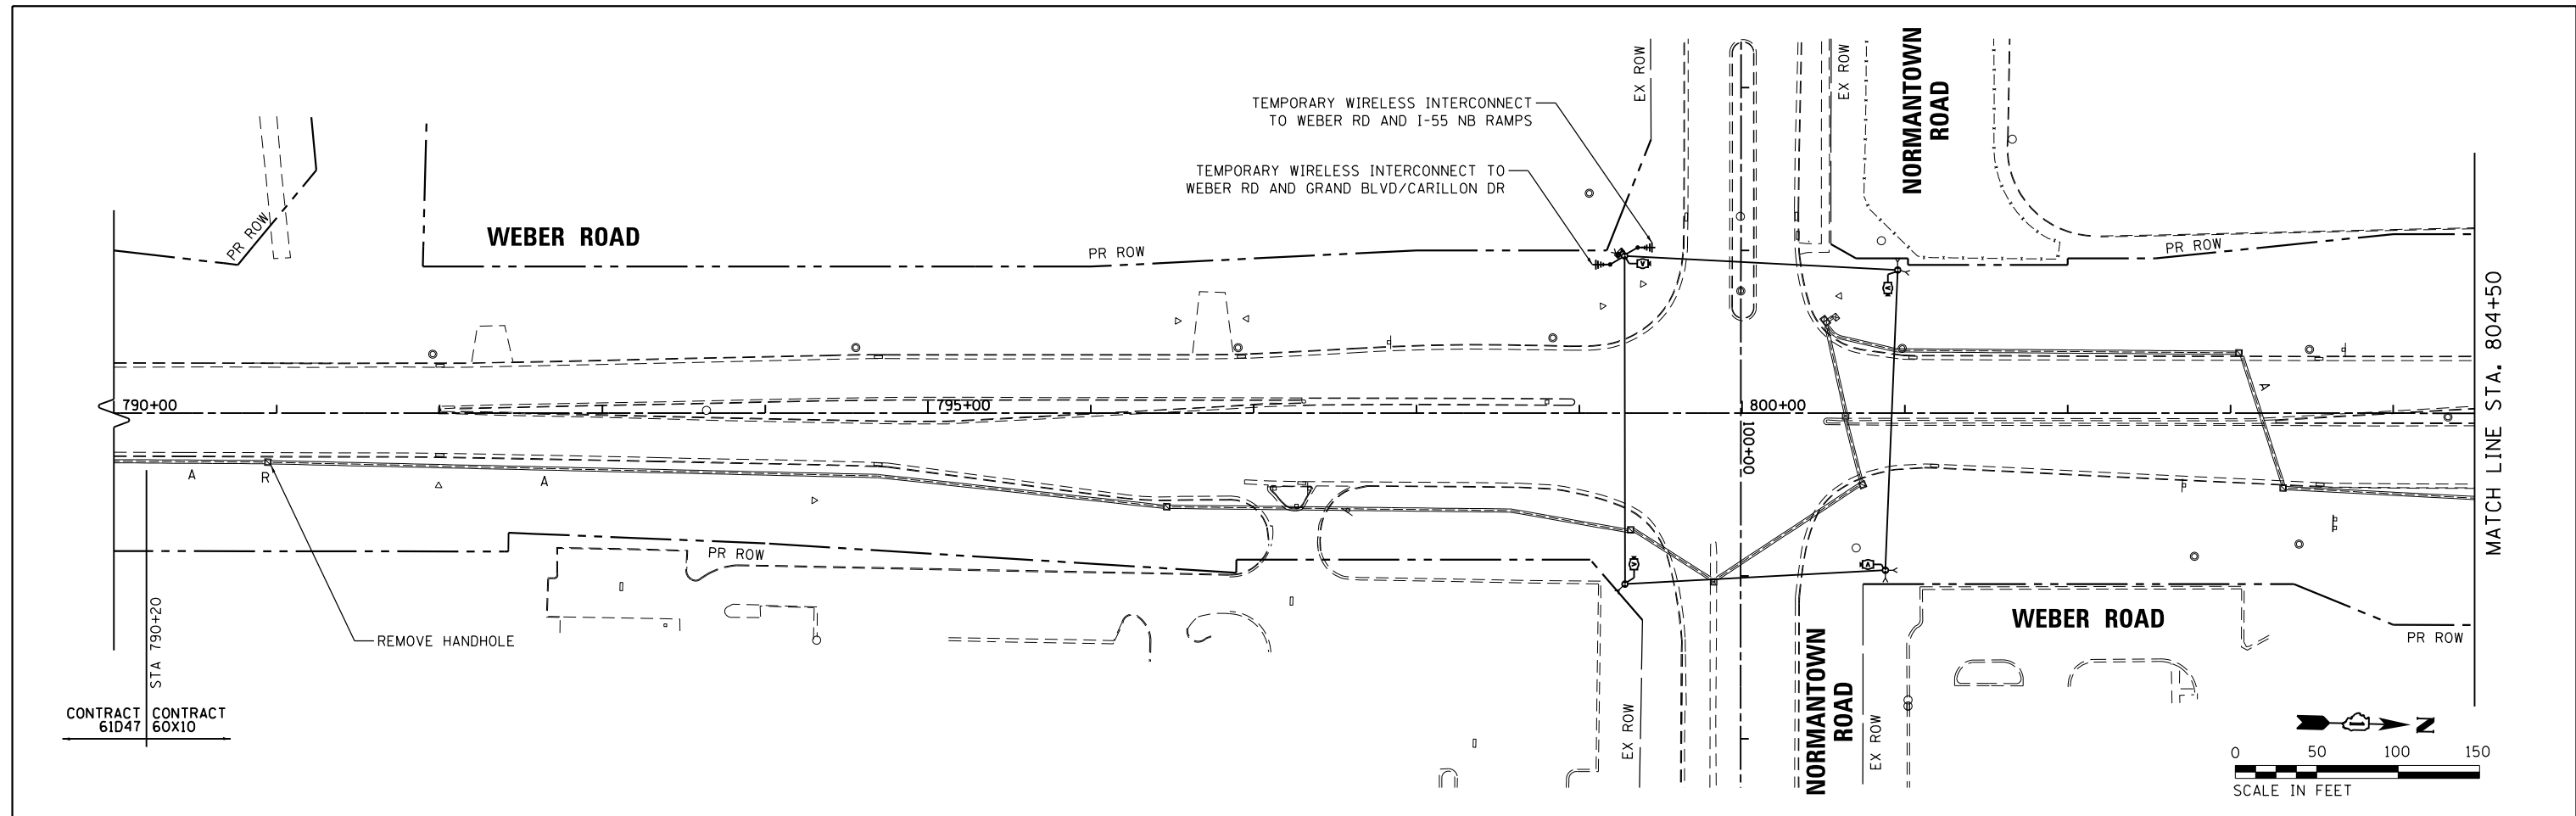 TEMPORARY WIRELESS INTERCONNECT
TO WEBER RD AND I-55 NB RAMPS
EX ROW
EX ROW
NORMANTOWN
ROAD
TEMPORARY WIRELESS INTERCONNECT TO
WEBER RD AND GRAND BLVD/CARILLON DR
PR ROW
WEBER ROAD
PR ROW
PR ROW
MATCH LINE STA. 804+50
790+00
795+00
800+00
100+00
A
A
R
A
PR ROW
REMOVE HANDHOLE
STA 790+20
WEBER ROAD
PR ROW
NORMANTOWN
ROAD
EX ROW
EX ROW
CONTRACT
61D47
CONTRACT
60X10
N
0 50 100 150
SCALE IN FEET